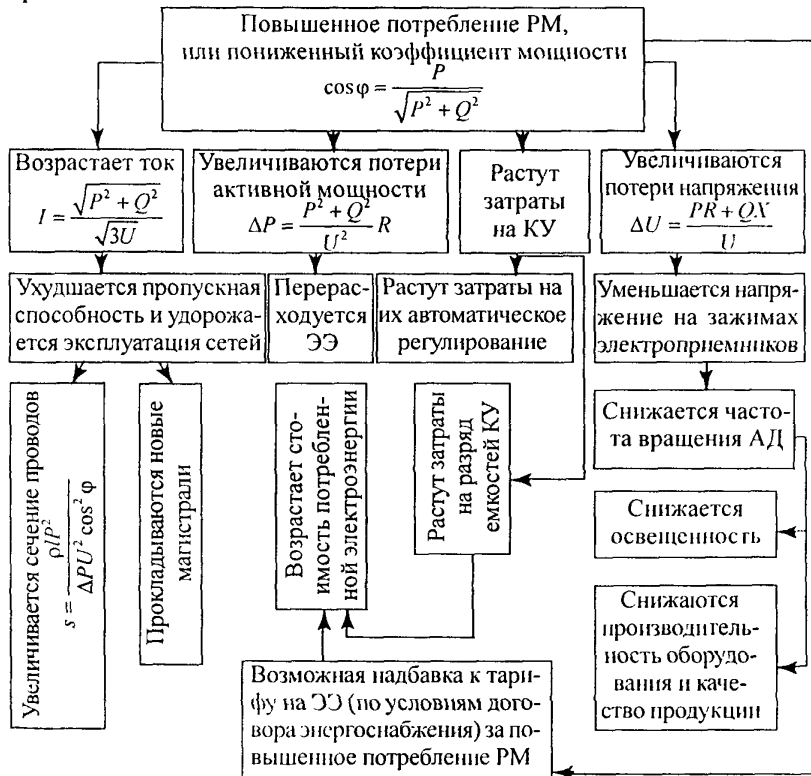 Повышенное потребление РМ,
или пониженный коэффициент мощности
cos φ = P / √(P² + Q²)
Возрастает ток
I = √(P² + Q²) / √3U
Увеличиваются потери
активной мощности
ΔP = (P² + Q²) / U² R
Растут
затраты
на КУ
Увеличиваются
потери напряжения
ΔU = (PR + QX) / U
Ухудшается пропускная
способность и удорожа-
ется эксплуатация сетей
Перерас-
ходуется
ЭЭ
Растут затраты на
их автоматическое
регулирование
Уменьшается напря-
жение на зажимах
электроприемников
Увеличивается сечение проводов
s = ρlP² / ΔPU² cos² φ
Прокладываются новые
магистрали
Возрастает сто-
имость потреблен-
ной электроэнергии
Растут затраты
на разряд
емкостей КУ
Снижается часто-
та вращения АД
Снижается
освещенность
Снижаются
производитель-
ность оборудо-
вания и каче-
ство продукции
Возможная надбавка к тари-
фу на ЭЭ (по условиям дого-
вора энергоснабжения) за по-
вышенное потребление РМ